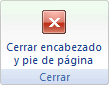 Cerrar encabezado
y pie de página
Cerrar